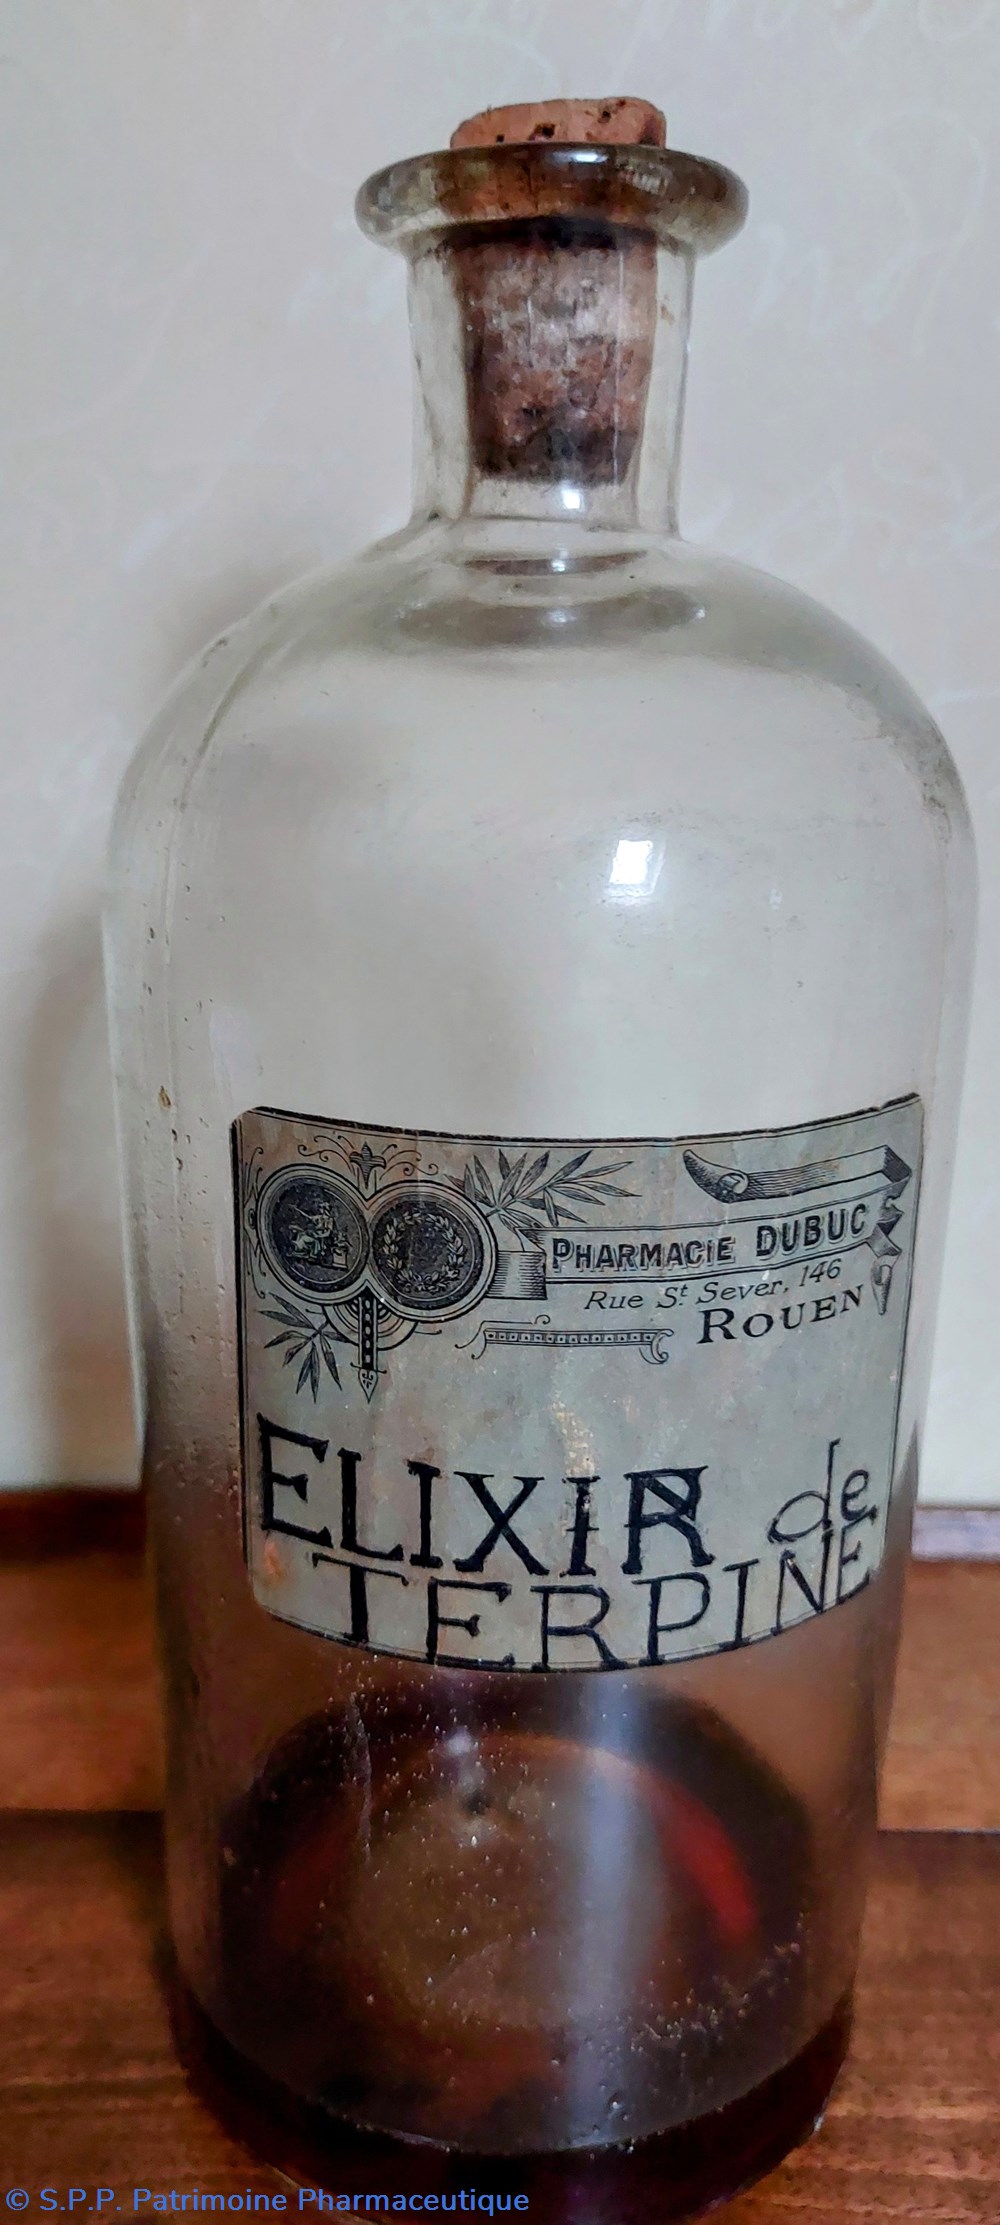 PHARMACIE DUBUC
Rue St Sever, 146
ROUEN
ELIXIR de
TERPINE
© S.P.P. Patrimoine Pharmaceutique